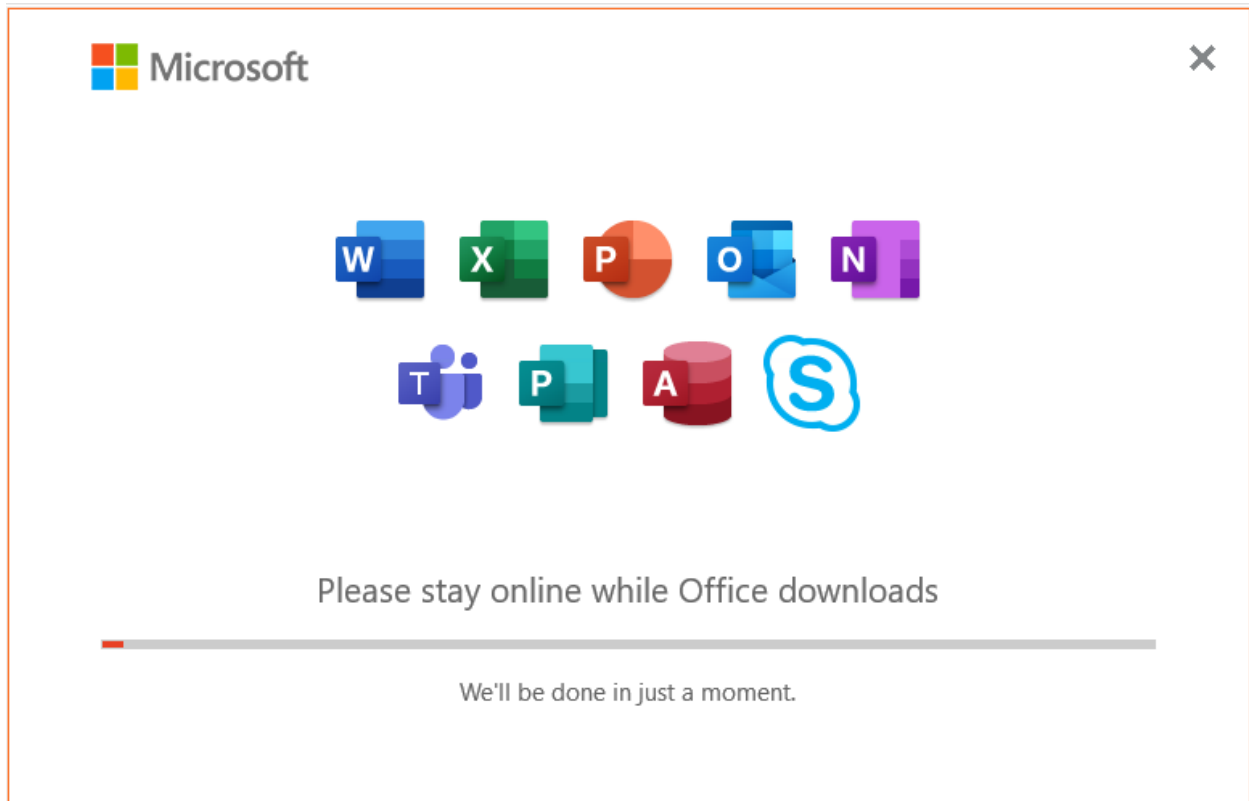 Microsoft
W X P O N
T P A S
Please stay online while Office downloads
We'll be done in just a moment.